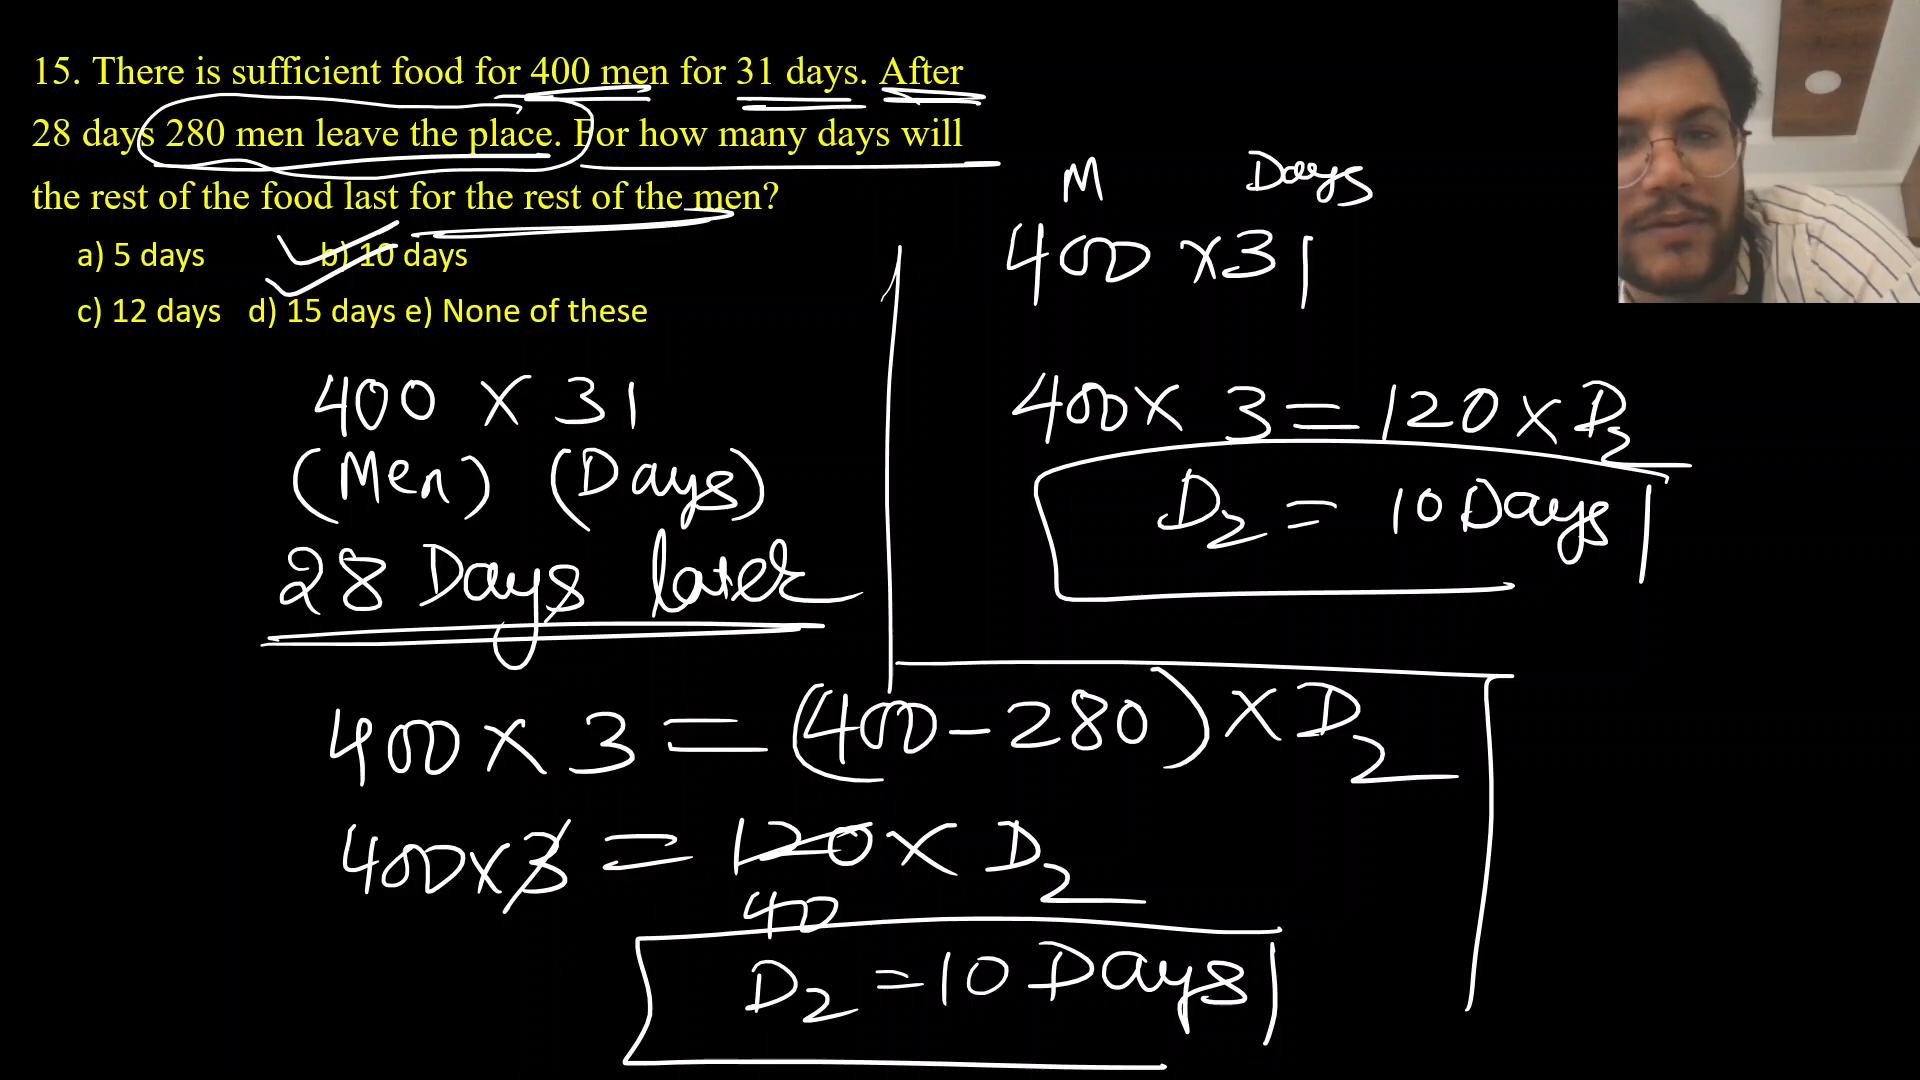 15. There is sufficient food for 400 men for 31 days. After
28 days 280 men leave the place. For how many days will
the rest of the food last for the rest of the men?
a) 5 days b) 10 days
c) 12 days d) 15 days e) None of these
400 × 31
(Men) (Days)
28 Days later
M Days
400 × 31
400 × 3 = 120 × D2
D2 = 10 Days
400 × 3 = (400 - 280) × D2
400 × 3 = 120 × D2
40
D2 = 10 Days